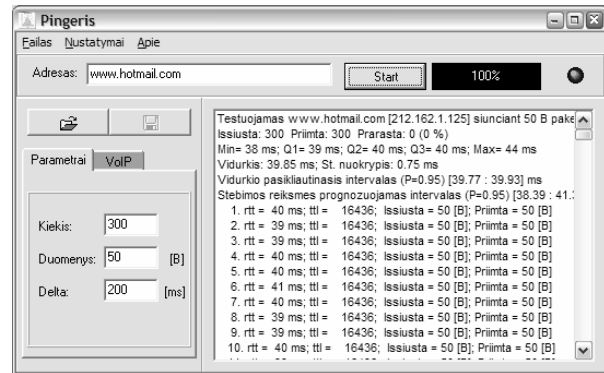 Pingeris
Failas Nustatymai Apie
Adresas: www.hotmail.com Start 100%
Parametrai VoIP
Kiekis: 300
Duomenys: 50 [B]
Delta: 200 [ms]
Testuojamas www.hotmail.com [212.162.1.125] siunciant 50 B pake
Issiusta: 300 Priimta: 300 Prarasta: 0 (0 %)
Min= 38 ms; Q1= 39 ms; Q2= 40 ms; Q3= 40 ms; Max= 44 ms
Vidurkis: 39.85 ms; St. nuokrypis: 0.75 ms
Vidurkio pasikliautinasis intervalas (P=0.95) [39.77 : 39.93] ms
Stebimos reiksmes prognozuojamas intervalas (P=0.95) [38.39 : 41.3
1. rtt = 40 ms; ttl = 16436; Issiusta = 50 [B]; Priimta = 50 [B]
2. rtt = 39 ms; ttl = 16436; Issiusta = 50 [B]; Priimta = 50 [B]
3. rtt = 39 ms; ttl = 16436; Issiusta = 50 [B]; Priimta = 50 [B]
4. rtt = 40 ms; ttl = 16436; Issiusta = 50 [B]; Priimta = 50 [B]
5. rtt = 40 ms; ttl = 16436; Issiusta = 50 [B]; Priimta = 50 [B]
6. rtt = 41 ms; ttl = 16436; Issiusta = 50 [B]; Priimta = 50 [B]
7. rtt = 40 ms; ttl = 16436; Issiusta = 50 [B]; Priimta = 50 [B]
8. rtt = 39 ms; ttl = 16436; Issiusta = 50 [B]; Priimta = 50 [B]
9. rtt = 39 ms; ttl = 16436; Issiusta = 50 [B]; Priimta = 50 [B]
10. rtt = 40 ms; ttl = 16436; Issiusta = 50 [B]; Priimta = 50 [B]